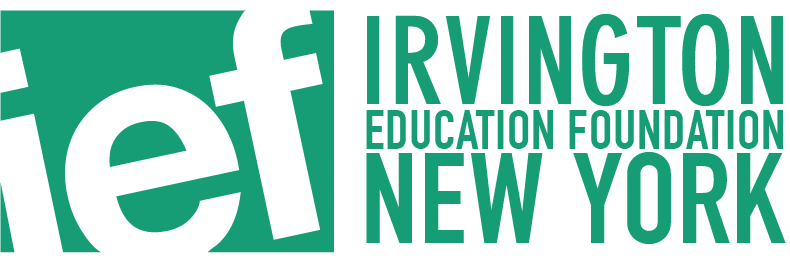 ief
IRVINGTON
EDUCATION FOUNDATION
NEW YORK